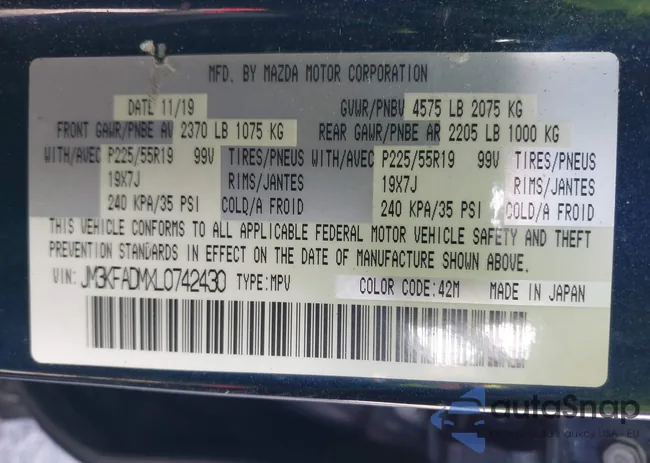 MFD. BY MAZDA MOTOR CORPORATION
DATE 11/19 GVWR/PNBV 4575 LB 2075 KG
FRONT GAWR/PNBE AV 2370 LB 1075 KG REAR GAWR/PNBE AR 2205 LB 1000 KG
WITH/AVEC P225/55R19 99V TIRES/PNEUS WITH/AVEC P225/55R19 99V TIRES/PNEUS
19X7J RIMS/JANTES 19X7J RIMS/JANTES
240 KPA/35 PSI COLD/A FROID 240 KPA/35 PSI COLD/A FROID
THIS VEHICLE CONFORMS TO ALL APPLICABLE FEDERAL MOTOR VEHICLE SAFETY AND THEFT
PREVENTION STANDARDS IN EFFECT ON THE DATE OF MANUFACTURE SHOWN ABOVE.
VIN: JM3KFADMXL0742430 TYPE:MPV COLOR CODE:42M MADE IN JAPAN
autoSnap